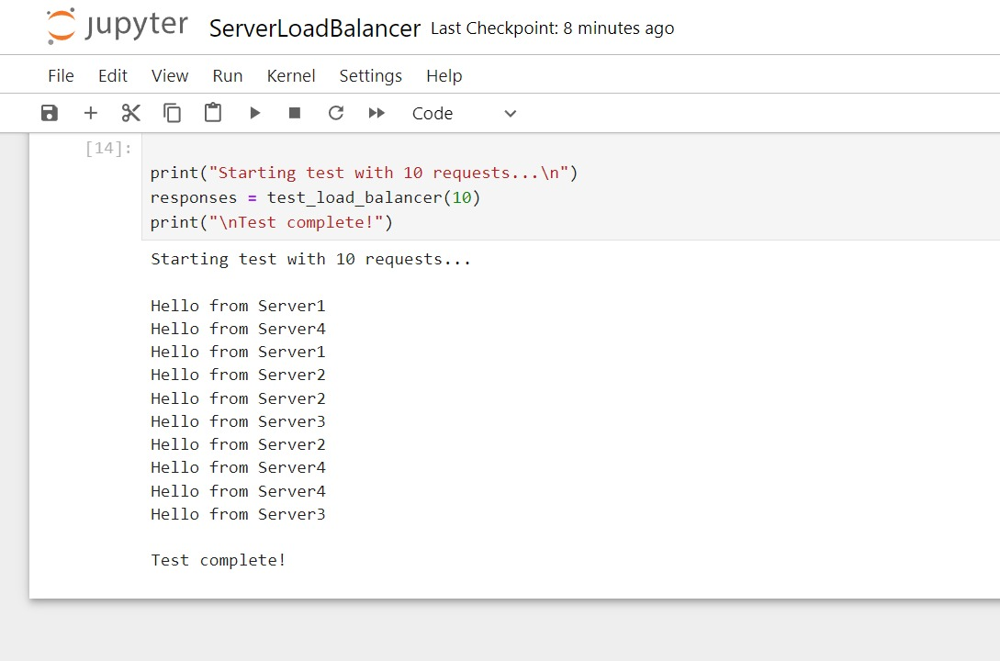 jupyter ServerLoadBalancer Last Checkpoint: 8 minutes ago
File Edit View Run Kernel Settings Help
Code
[14]:
print("Starting test with 10 requests...\n")
responses = test_load_balancer(10)
print("\nTest complete!")
Starting test with 10 requests...
Hello from Server1
Hello from Server4
Hello from Server1
Hello from Server2
Hello from Server2
Hello from Server3
Hello from Server2
Hello from Server4
Hello from Server4
Hello from Server3
Test complete!